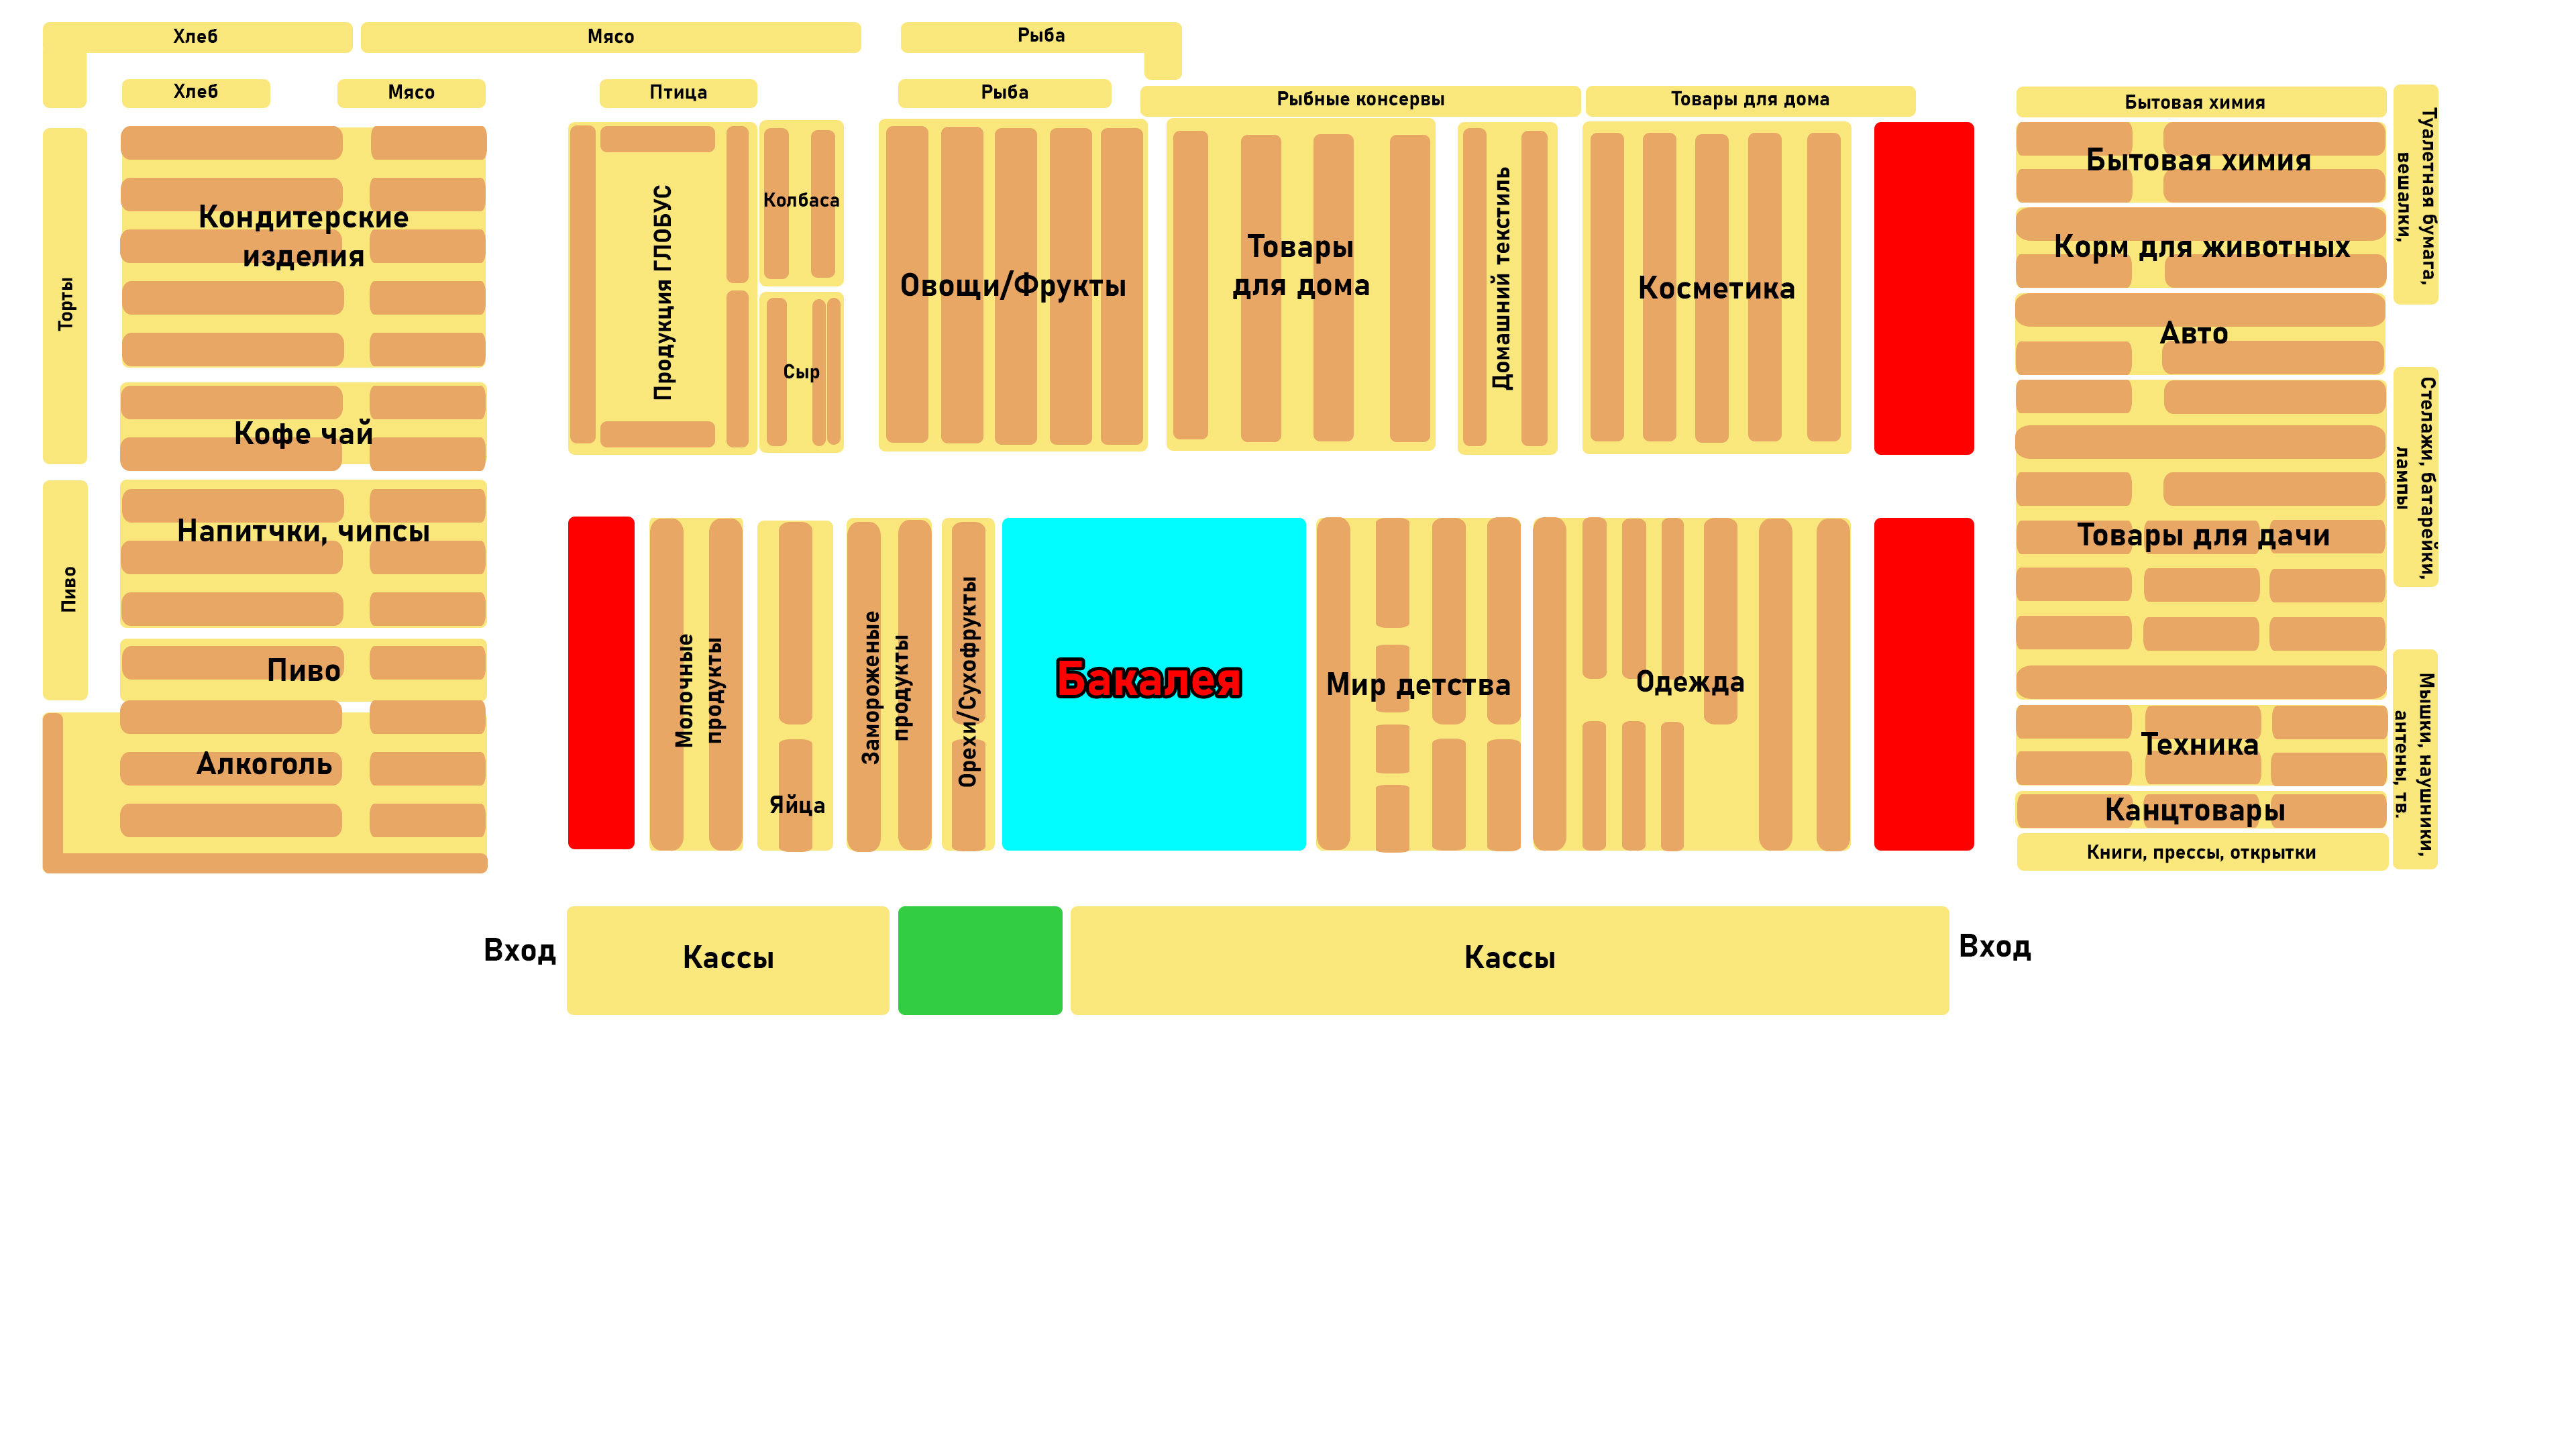 Хлеб
Мясо
Рыба
Хлеб
Мясо
Птица
Рыба
Рыбные консервы
Товары для дома
Бытовая химия
Туалетная бумага,
вешалки,
Торты
Кондитерские
изделия
Продукция ГЛОБУС
Колбаса
Сыр
Овощи/Фрукты
Товары
для дома
Домашний текстиль
Косметика
Бытовая химия
Корм для животных
Авто
Стелажи, батарейки,
лампы
Кофе чай
Напитчки, чипсы
Пиво
Пиво
Алкоголь
Молочные
продукты
Яйца
Замороженые
продукты
Орехи/Сухофрукты
Бакалея
Мир детства
Одежда
Товары для дачи
Техника
Канцтовары
Книги, прессы, открытки
Мышки, наушники,
антены, тв.
Вход
Кассы
Кассы
Вход